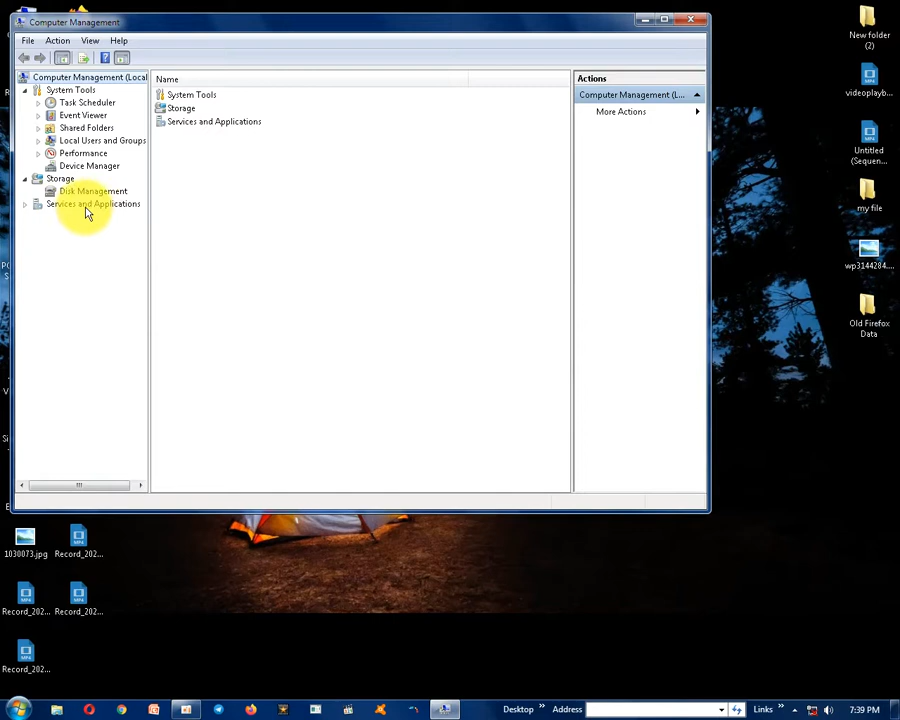 Computer Management
File Action View Help
Computer Management (Local
System Tools
Task Scheduler
Event Viewer
Shared Folders
Local Users and Groups
Performance
Device Manager
Storage
Disk Management
Services and Applications
Name
System Tools
Storage
Services and Applications
Actions
Computer Management (L...
More Actions
New folder
(2)
videoplayb...
Untitled
(Sequen...
my file
wp3144284....
Old Firefox
Data
1030073.jpg
Record_202...
Record_202...
Record_202...
Record_202...
Desktop
Address
Links
7:39 PM